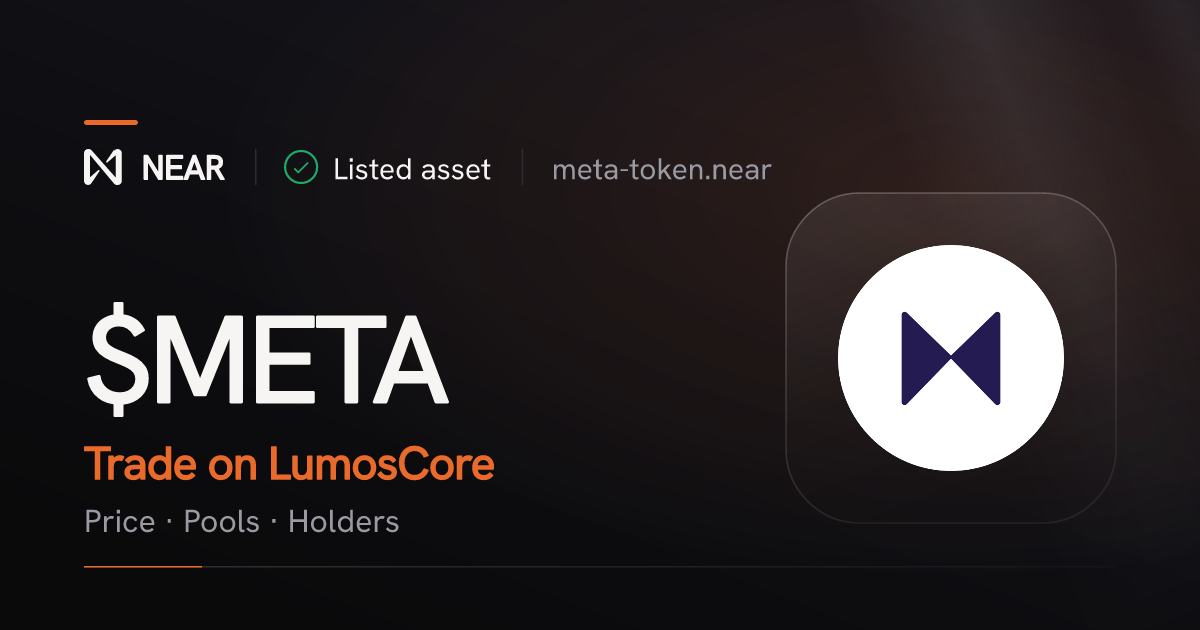 NEAR Listed asset meta-token.near
$META
Trade on LumosCore
Price · Pools · Holders